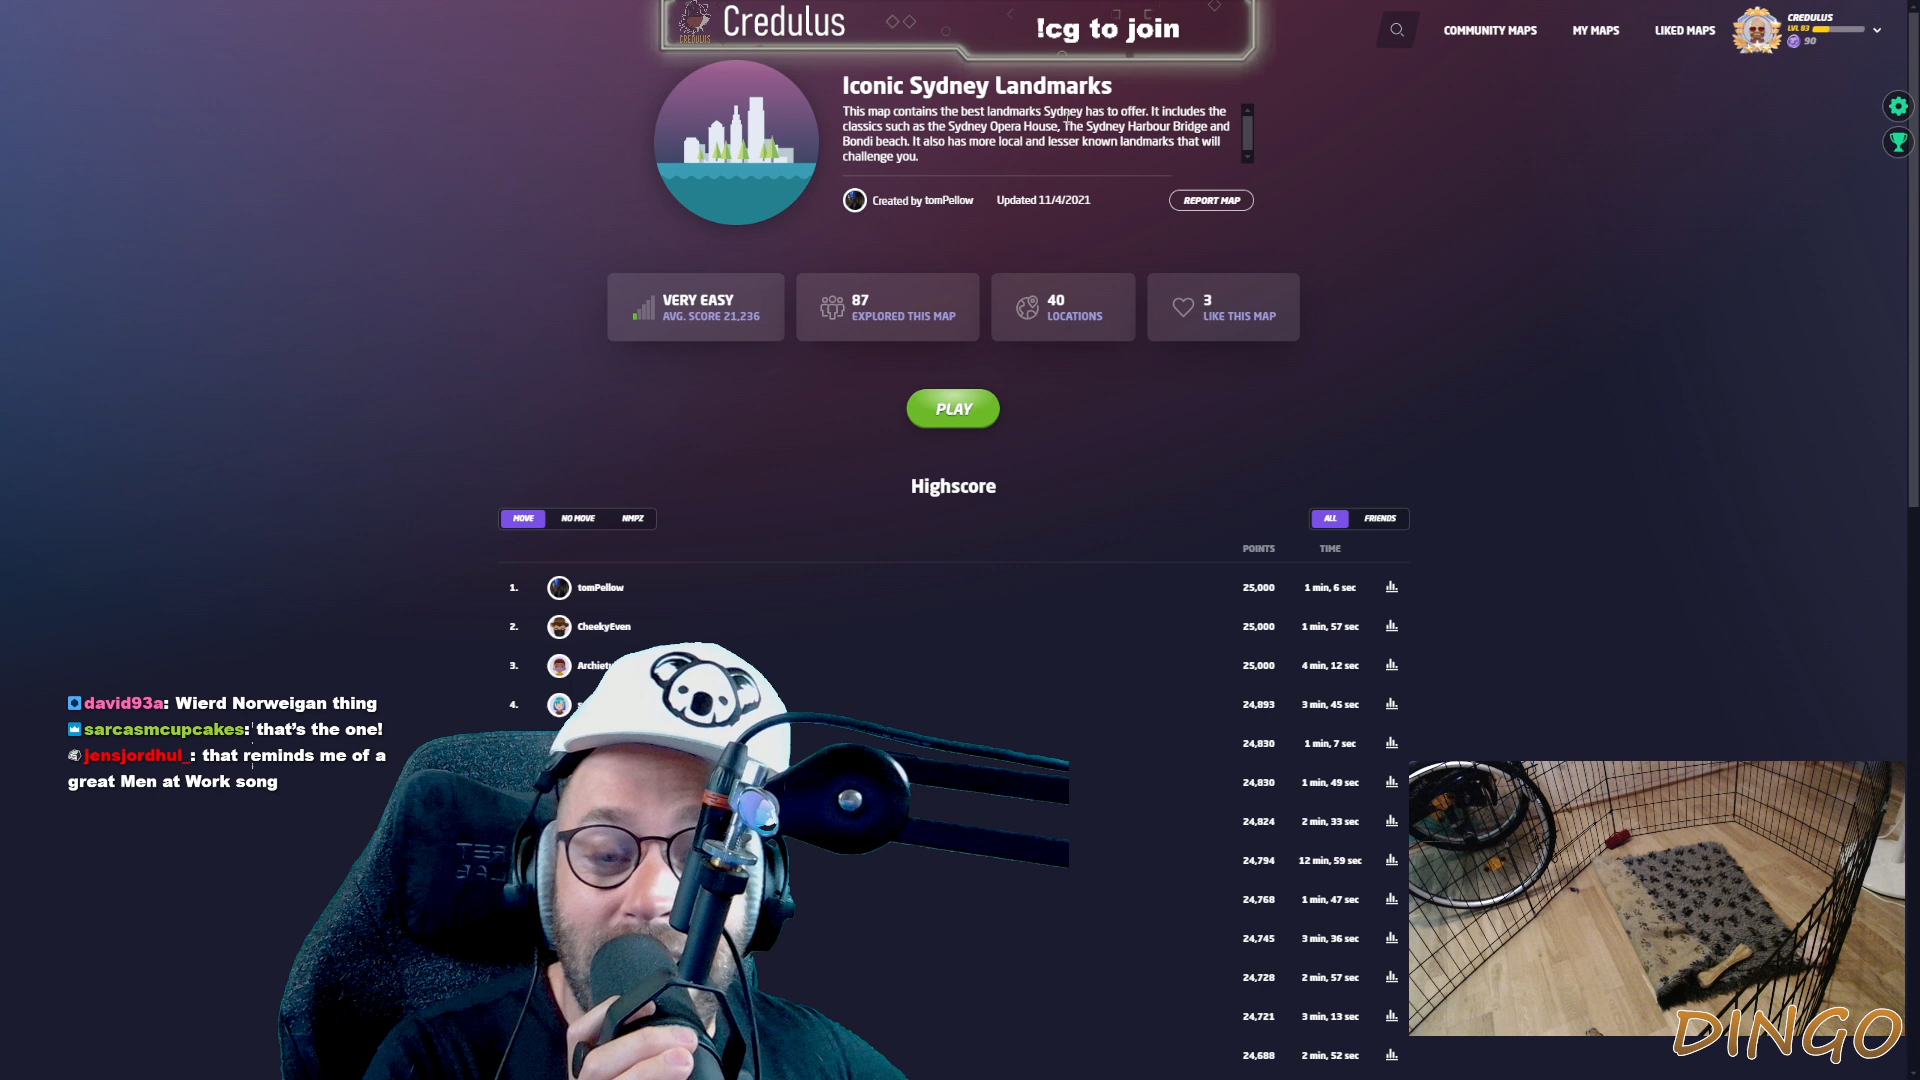 Credulus
CREDULUS
!cg to join
COMMUNITY MAPS
MY MAPS
LIKED MAPS
CREDULUS
LVL 83
90
Iconic Sydney Landmarks
This map contains the best landmarks Sydney has to offer. It includes the
classics such as the Sydney Opera House, The Sydney Harbour Bridge and
Bondi beach. It also has more local and lesser known landmarks that will
challenge you.
Created by tomPellow
Updated 11/4/2021
REPORT MAP
VERY EASY
AVG. SCORE 21,236
87
EXPLORED THIS MAP
40
LOCATIONS
3
LIKE THIS MAP
PLAY
Highscore
MOVE
NO MOVE
NMPZ
ALL
FRIENDS
POINTS
TIME
1. tomPellow 25,000 1 min, 6 sec
2. CheekyEven 25,000 1 min, 57 sec
3. 25,000 4 min, 12 sec
4. 24,893 3 min, 45 sec
24,830 1 min, 7 sec
24,830 1 min, 49 sec
24,824 2 min, 33 sec
24,794 12 min, 59 sec
24,768 1 min, 47 sec
24,745 3 min, 36 sec
24,728 2 min, 57 sec
24,721 3 min, 13 sec
24,688 2 min, 52 sec
david93a: Wierd Norweigan thing
sarcasmcupcakes: that's the one!
jensjordhul_: that reminds me of a
great Men at Work song
DINGO